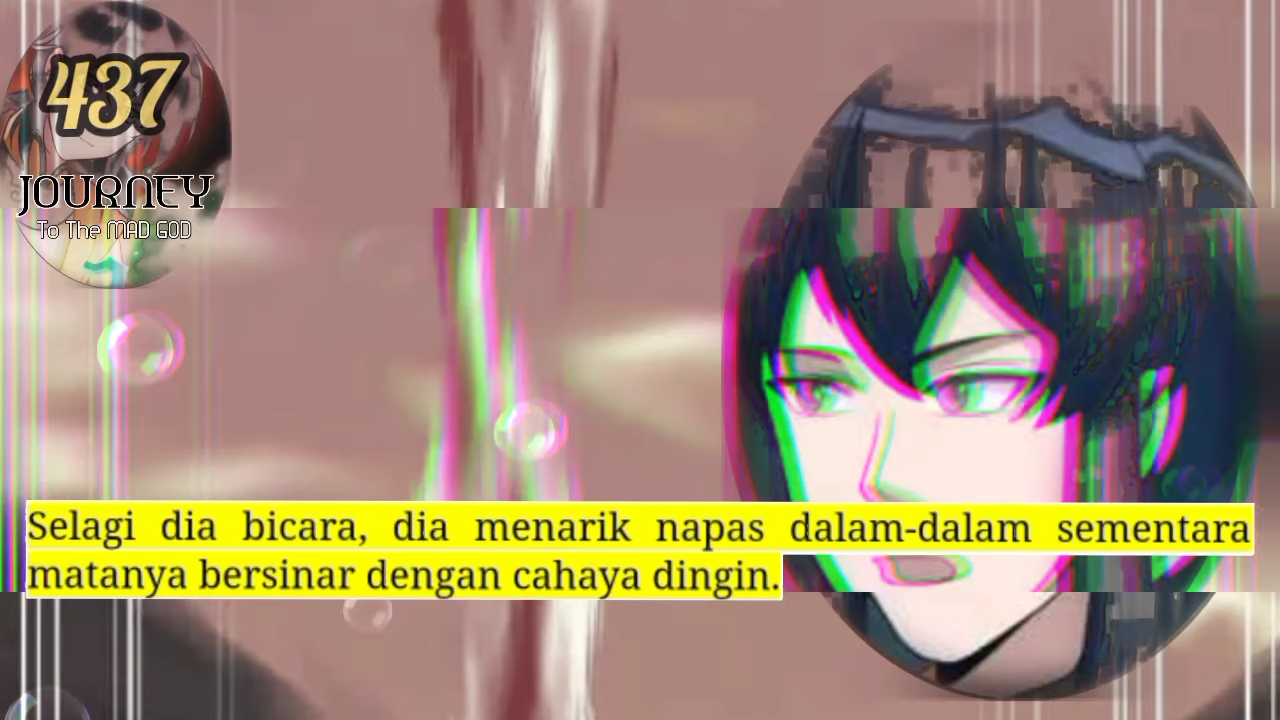 437
JOURNEY
To The MAD GOD
Selagi dia bicara, dia menarik napas dalam-dalam sementara
matanya bersinar dengan cahaya dingin.